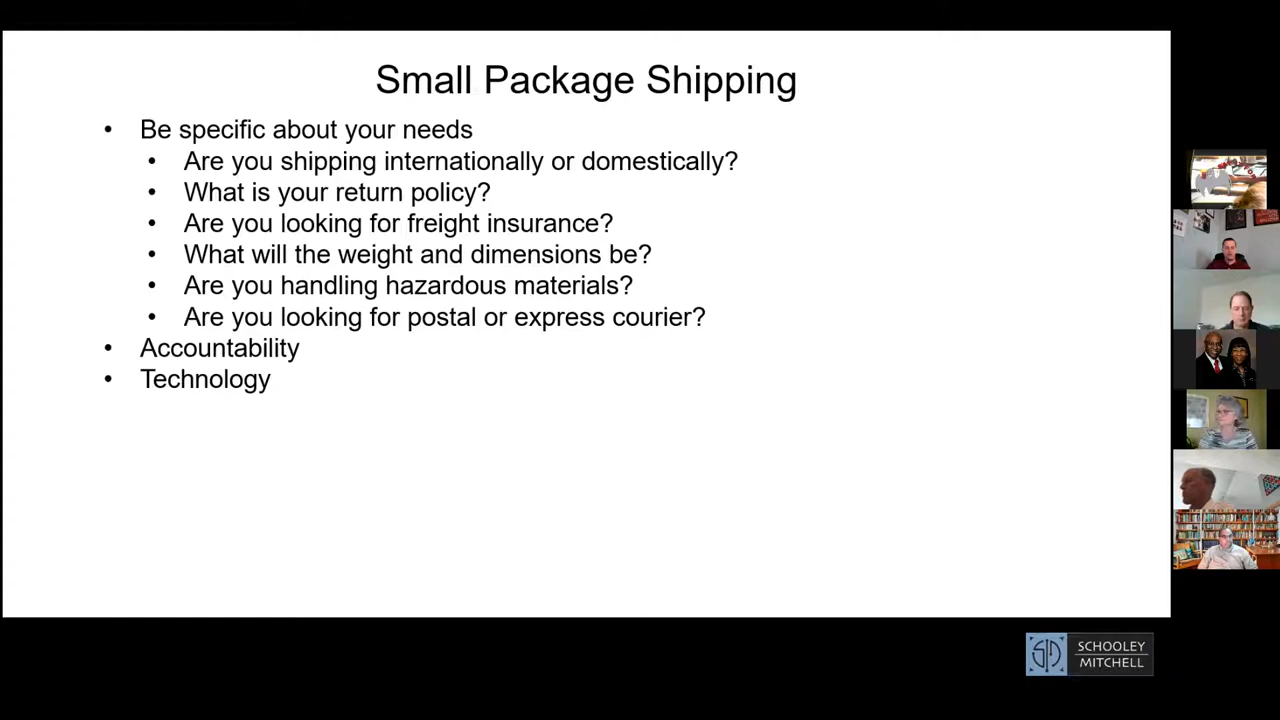 Small Package Shipping
• Be specific about your needs
• Are you shipping internationally or domestically?
• What is your return policy?
• Are you looking for freight insurance?
• What will the weight and dimensions be?
• Are you handling hazardous materials?
• Are you looking for postal or express courier?
• Accountability
• Technology
SCHOOLEY
MITCHELL